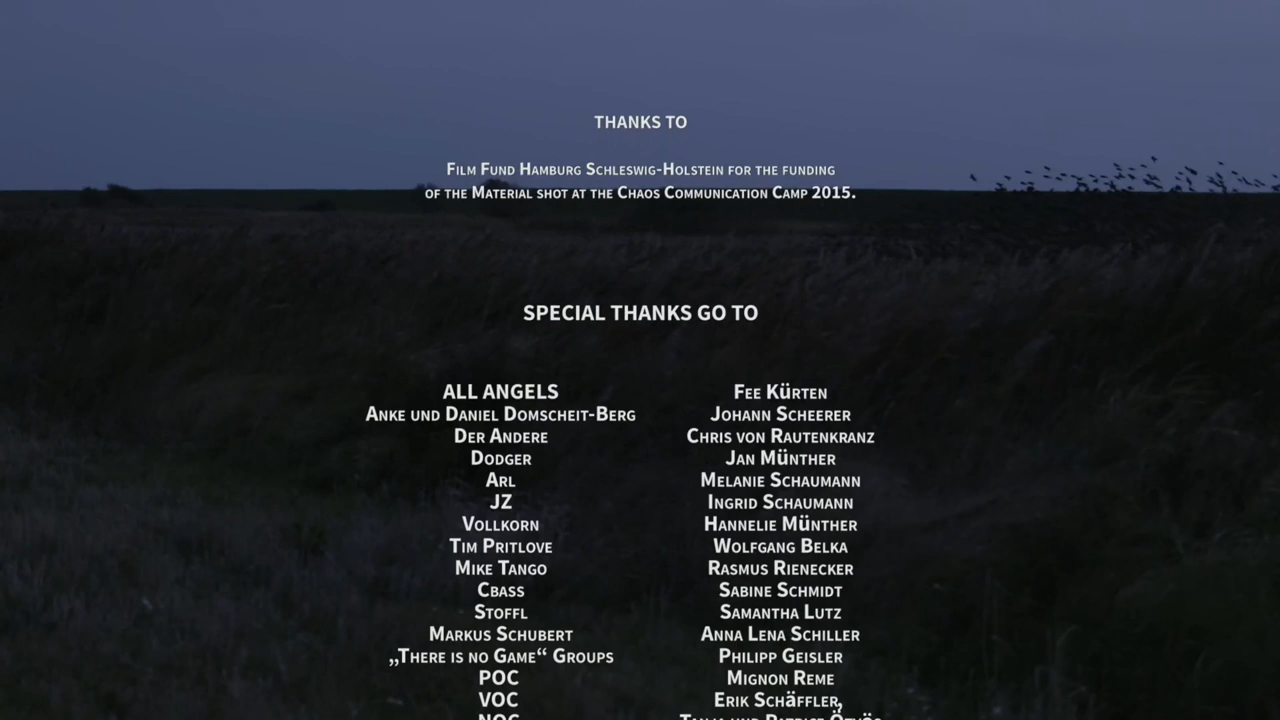 THANKS TO
Film Fund Hamburg Schleswig-Holstein for the funding
of the Material shot at the Chaos Communication Camp 2015.
SPECIAL THANKS GO TO
ALL ANGELS
Anke und Daniel Domscheit-Berg
Der Andere
Dodger
Arl
JZ
Vollkorn
Tim Pritlove
Mike Tango
Cbass
Stoffl
Markus Schubert
„There is no Game“ Groups
POC
VOC
NOC
Fee Kürten
Johann Scheerer
Chris von Rautenkranz
Jan Münther
Melanie Schaumann
Ingrid Schaumann
Hannelie Münther
Wolfgang Belka
Rasmus Rienecker
Sabine Schmidt
Samantha Lutz
Anna Lena Schiller
Philipp Geisler
Mignon Reme
Erik Schäffler,